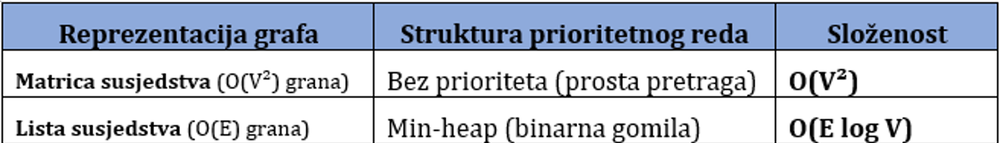 Reprezentacija grafa Struktura prioritetnog reda Složenost
Matrica susjedstva (O(V²) grana) Bez prioriteta (prosta pretraga) O(V²)
Lista susjedstva (O(E) grana) Min-heap (binarna gomila) O(E log V)